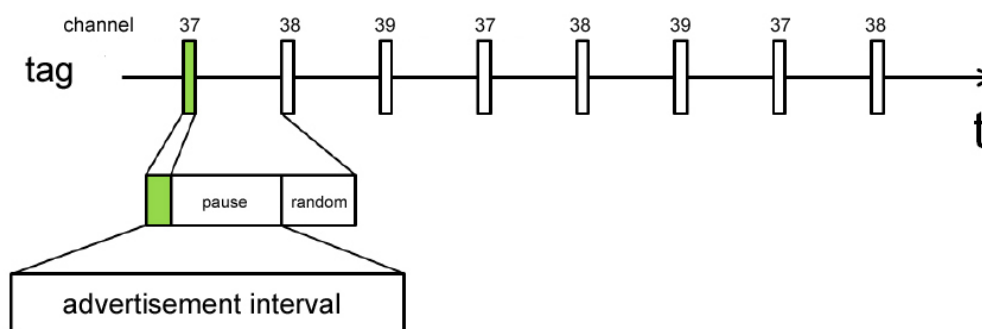 channel 37 38 39 37 38 39 37 38
tag
t
pause random
advertisement interval